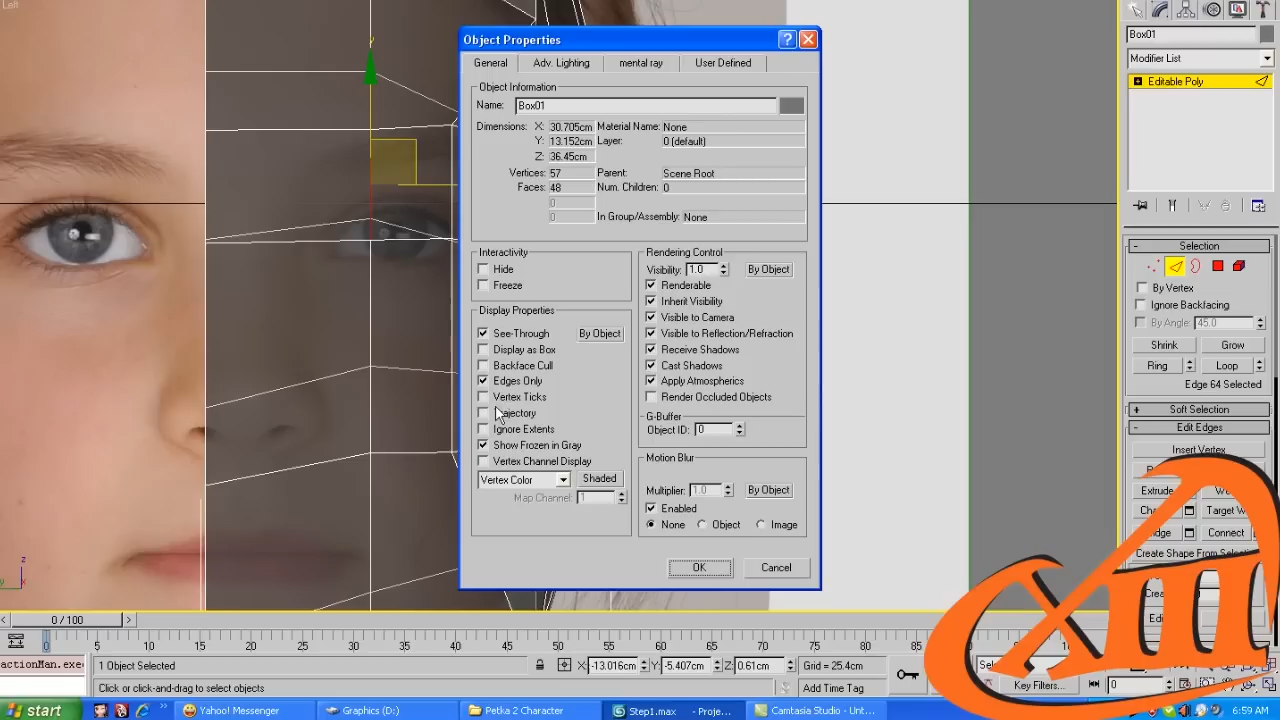 Left
Object Properties
General Adv. Lighting mental ray User Defined
Object Information
Name: Box01
Dimensions: X: 30.705cm Material Name: None
Y: 13.152cm Layer: 0 (default)
Z: 36.45cm
Vertices: 57 Parent: Scene Root
Faces: 48 Num. Children: 0
0
0 In Group/Assembly: None
Interactivity
Hide
Freeze
Display Properties
See-Through By Object
Display as Box
Backface Cull
Edges Only
Vertex Ticks
Ignore Extents
Show Frozen in Gray
Vertex Channel Display
Vertex Color Shaded
Map Channel: 1
Rendering Control
Visibility: 1.0 By Object
Renderable
Inherit Visibility
Visible to Camera
Visible to Reflection/Refraction
Receive Shadows
Cast Shadows
Apply Atmospherics
Render Occluded Objects
G-Buffer
Object ID: 0
Motion Blur
Multiplier: 1.0 By Object
Enabled
None Object Image
OK Cancel
Box01
Modifier List
Editable Poly
Selection
By Vertex
Ignore Backfacing
By Angle: 45.0
Shrink Grow
Ring Loop
Edge 64 Selected
Soft Selection
Edit Edges
Insert Vertex
Extrude
Target W
Connect
Create Shape From Selec
y
z
y x
0 / 100
0 5 10 15 20 25 30 35 40 45 50 55 60 65 70 75 80 85 90
actionMan.exe 1 Object Selected X: -13.016cm Y: -5.407cm Z: 0.61cm Grid = 25.4cm
Click or click-and-drag to select objects Add Time Tag Key Filters... 0
start Yahoo! Messenger Graphics (D:) Petka 2 Character Step1.max - Proje... Camtasia Studio - Unt... 6:59 AM
XIII